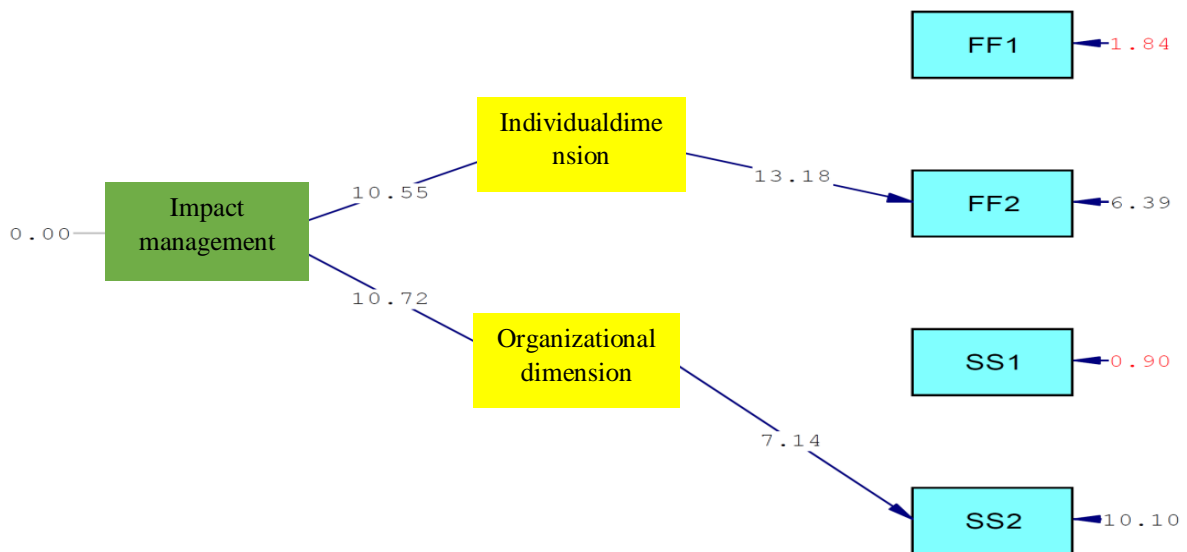 FF1
1.84
Individualdime
nsion
10.55
13.18
FF2
6.39
Impact
management
0.00
10.72
Organizational
dimension
SS1
0.90
7.14
SS2
10.10